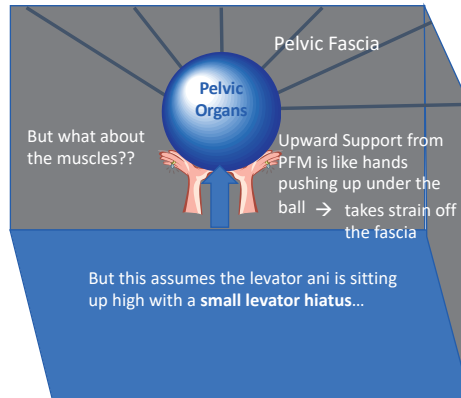 Pelvic Fascia
Pelvic
Organs
But what about
the muscles??
Upward Support from
PFM is like hands
pushing up under the
ball → takes strain off
the fascia
But this assumes the levator ani is sitting
up high with a small levator hiatus…